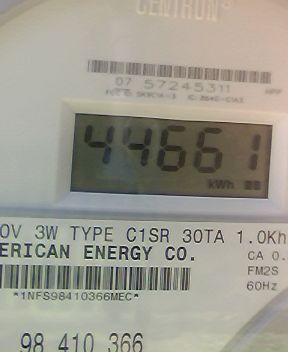 CENTRON®
07 57245311
44661
kWh
0V 3W TYPE C1SR 30TA 1.0Kh
ERICAN ENERGY CO.
CA 0.
FM2S
60Hz
*1NFS98410366MEC*
98 410 366